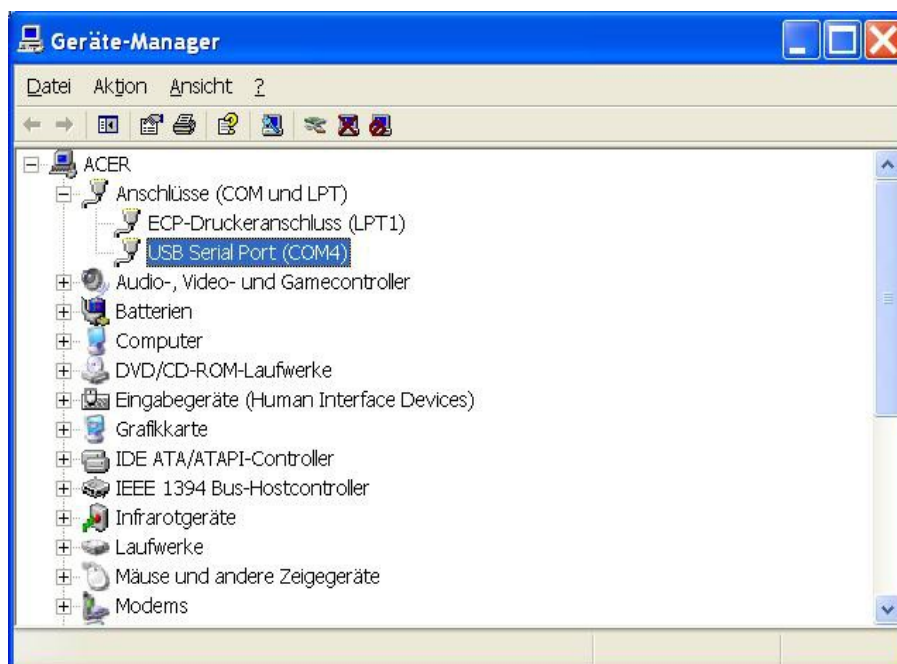 Geräte-Manager
Datei Aktion Ansicht ?
ACER
Anschlüsse (COM und LPT)
ECP-Druckeranschluss (LPT1)
USB Serial Port (COM4)
Audio-, Video- und Gamecontroller
Batterien
Computer
DVD/CD-ROM-Laufwerke
Eingabegeräte (Human Interface Devices)
Grafikkarte
IDE ATA/ATAPI-Controller
IEEE 1394 Bus-Hostcontroller
Infrarotgeräte
Laufwerke
Mäuse und andere Zeigegeräte
Modems